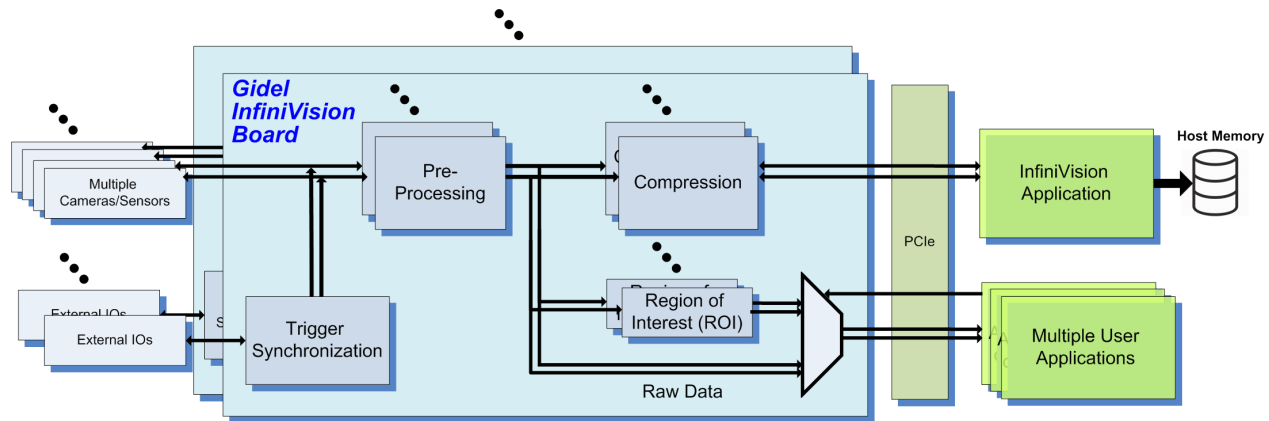 Gidel
InfiniVision
Board
Multiple
Cameras/Sensors
Pre-
Processing
Compression
InfiniVision
Application
Host Memory
PCIe
External IOs
External IOs
Trigger
Synchronization
Region of
Interest (ROI)
Multiple User
Applications
Raw Data